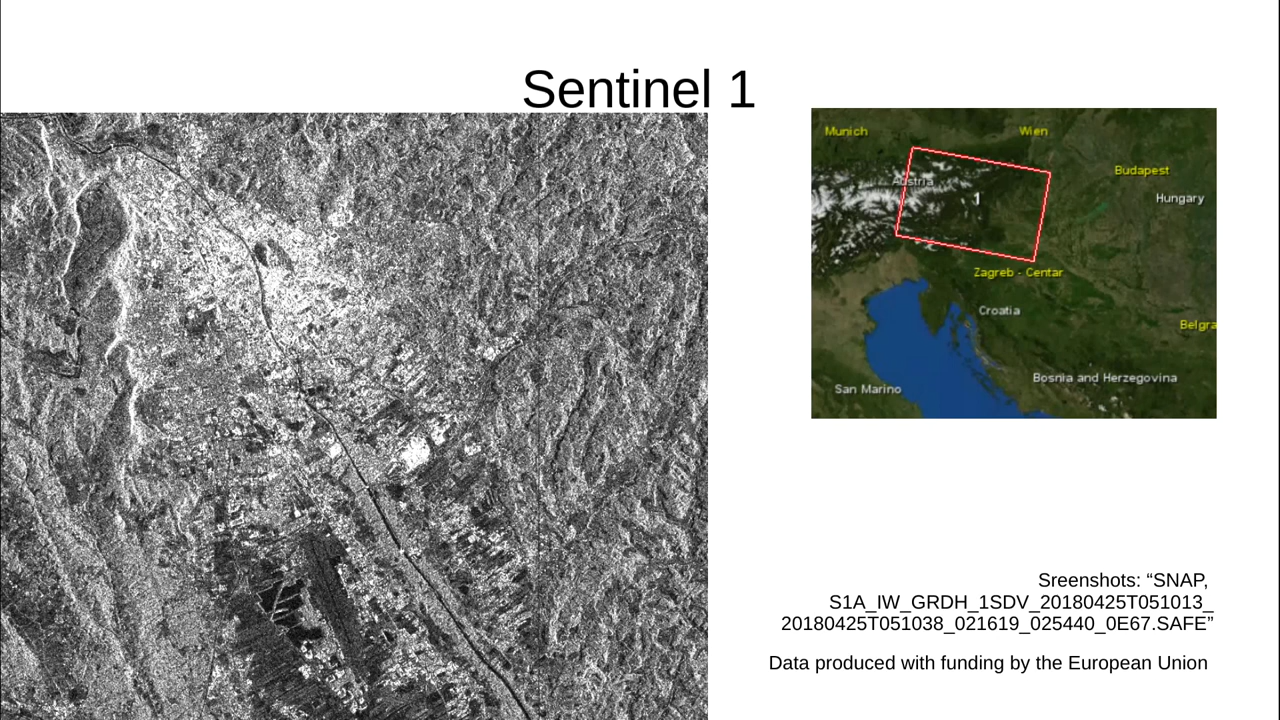 Sentinel 1
Munich
Wien
Austria
1
Budapest
Hungary
Zagreb - Centar
Croatia
Belgra
San Marino
Bosnia and Herzegovina
Sreenshots: “SNAP,
S1A_IW_GRDH_1SDV_20180425T051013_
20180425T051038_021619_025440_0E67.SAFE”
Data produced with funding by the European Union